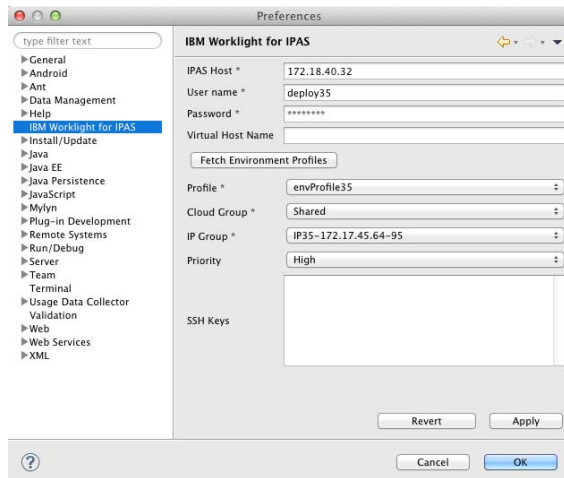 Preferences
type filter text
General
Android
Ant
Data Management
Help
IBM Worklight for IPAS
Install/Update
Java
Java EE
Java Persistence
JavaScript
Mylyn
Plug-in Development
Remote Systems
Run/Debug
Server
Team
Terminal
Usage Data Collector
Validation
Web
Web Services
XML
IBM Worklight for IPAS
IPAS Host * 172.18.40.32
User name * deploy35
Password * ********
Virtual Host Name
Fetch Environment Profiles
Profile * envProfile35
Cloud Group * Shared
IP Group * IP35-172.17.45.64-95
Priority High
SSH Keys
Revert Apply
? Cancel OK